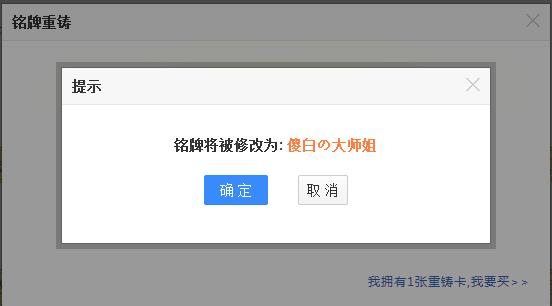 铭牌重铸
提示
铭牌将被修改为: 傻白の大师姐
确定
取消
我拥有1张重铸卡,我要买>>